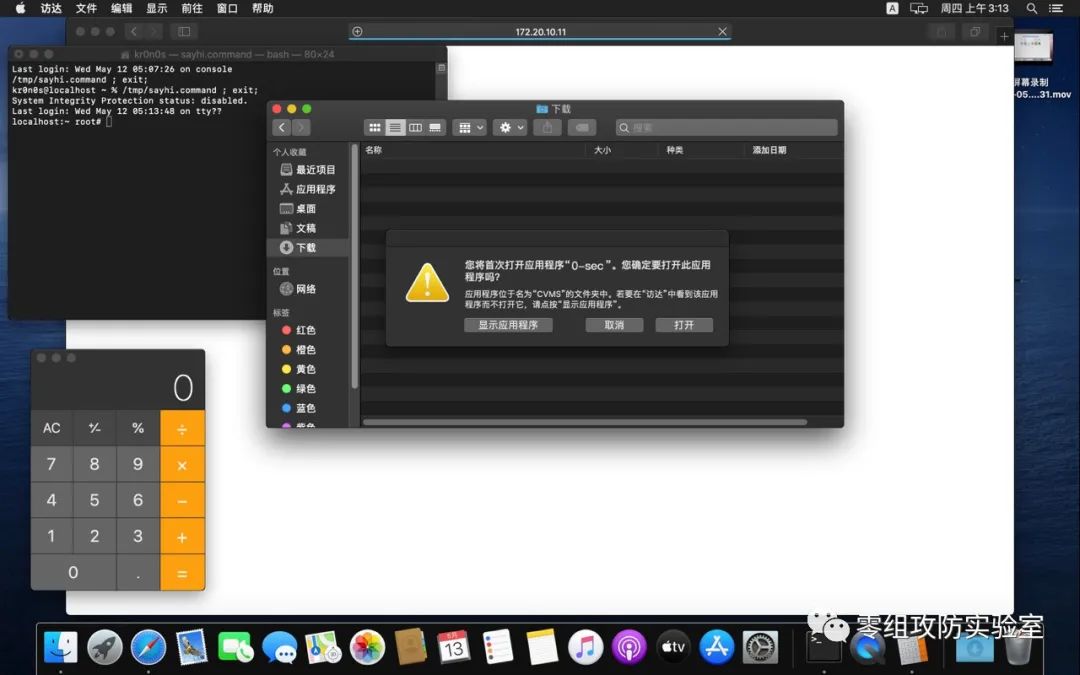 访达 文件 编辑 显示 前往 窗口 帮助
A 周四 上午3:13
172.20.10.11
kr0n0s — sayhi.command — bash — 80×24
Last login: Wed May 12 05:07:26 on console
/tmp/sayhi.command ; exit;
kr0n0s@localhost ~ % /tmp/sayhi.command ; exit;
System Integrity Protection status: disabled.
Last login: Wed May 12 05:13:48 on tty??
localhost:~ root#
屏幕录制
-05....31.mov
下载
搜索
个人收藏
最近项目
应用程序
桌面
文稿
下载
位置
网络
标签
红色
橙色
黄色
绿色
蓝色
紫色
名称 大小 种类 添加日期
您将首次打开应用程序“0-sec”。您确定要打开此应用
程序吗?
应用程序位于名为“CVMS”的文件夹中。若要在“访达”中看到该应用
程序而不打开它，请点按“显示应用程序”。
显示应用程序 取消 打开
0
AC +/- % ÷
7 8 9 ×
4 5 6 −
1 2 3 +
0 . =
5月
13
tv
零组攻防实验室